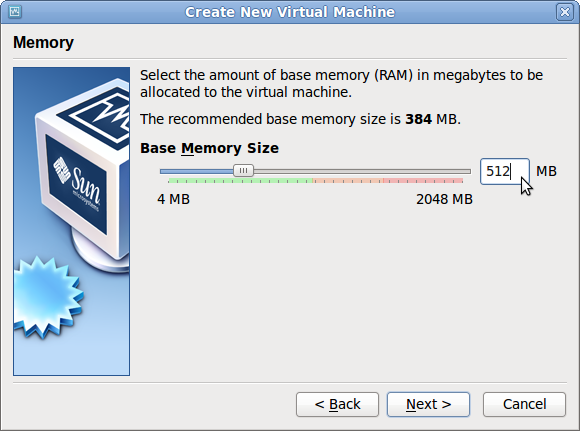 Create New Virtual Machine
Memory
Select the amount of base memory (RAM) in megabytes to be
allocated to the virtual machine.
The recommended base memory size is 384 MB.
Base Memory Size
512 MB
4 MB 2048 MB
Sun
microsystems
< Back Next > Cancel